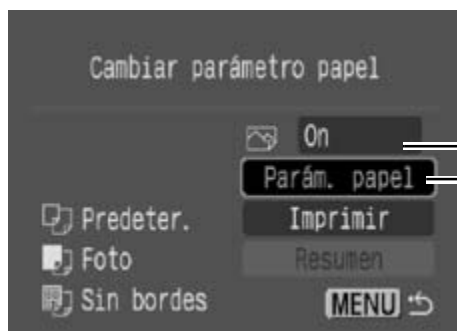 Cambiar parámetro papel
On
Parám. papel
Predeter. Imprimir
Foto Resumen
Sin bordes MENU